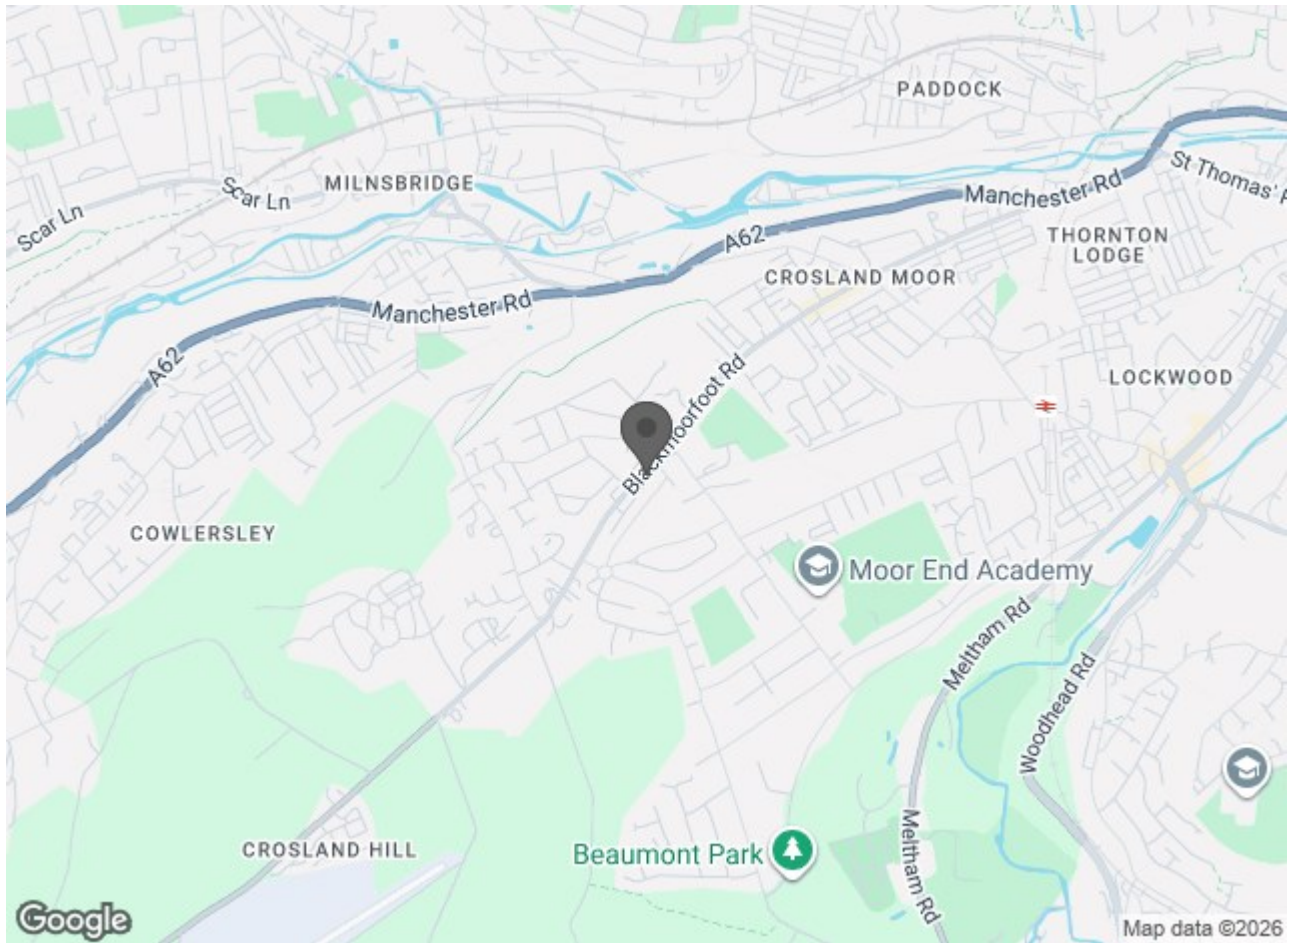 PADDOCK
MILNSBRIDGE
Scar Ln
Scar Ln
Manchester Rd
St Thomas'
A62
THORNTON
LODGE
CROSLAND MOOR
Manchester Rd
A62
Blackmoorfoot Rd
LOCKWOOD
COWLERSLEY
Moor End Academy
Meltham Rd
Woodhead Rd
CROSLAND HILL
Beaumont Park
Meltham Rd
Google
Map data ©2026